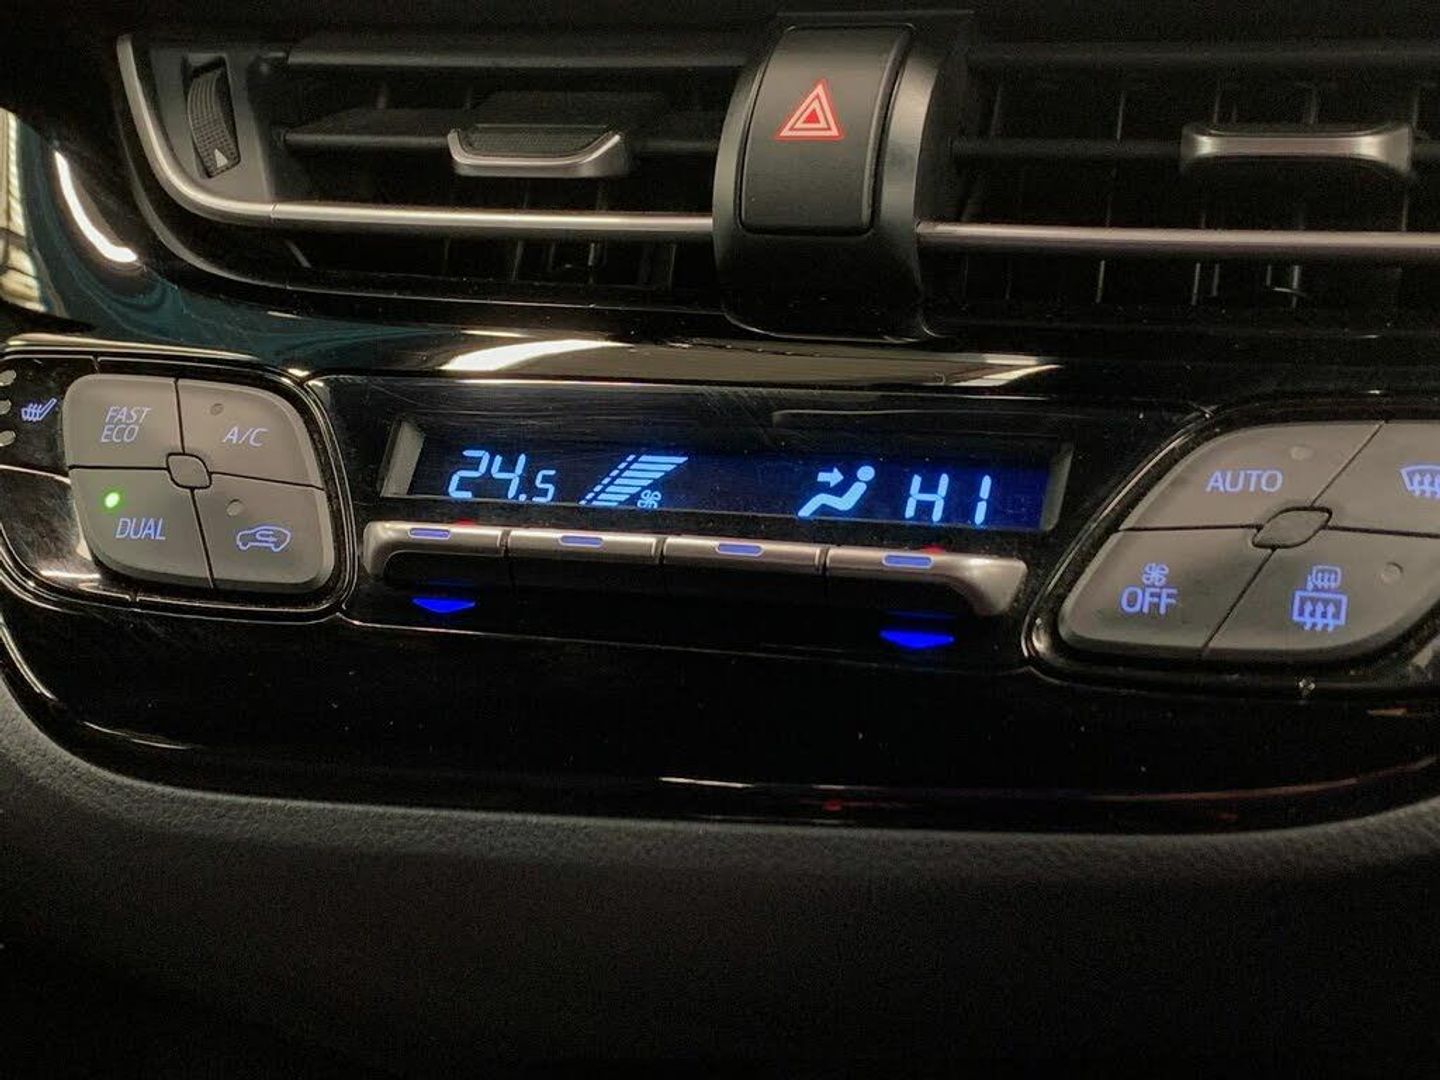 FAST
ECO
A/C
DUAL
24.5
HI
AUTO
OFF